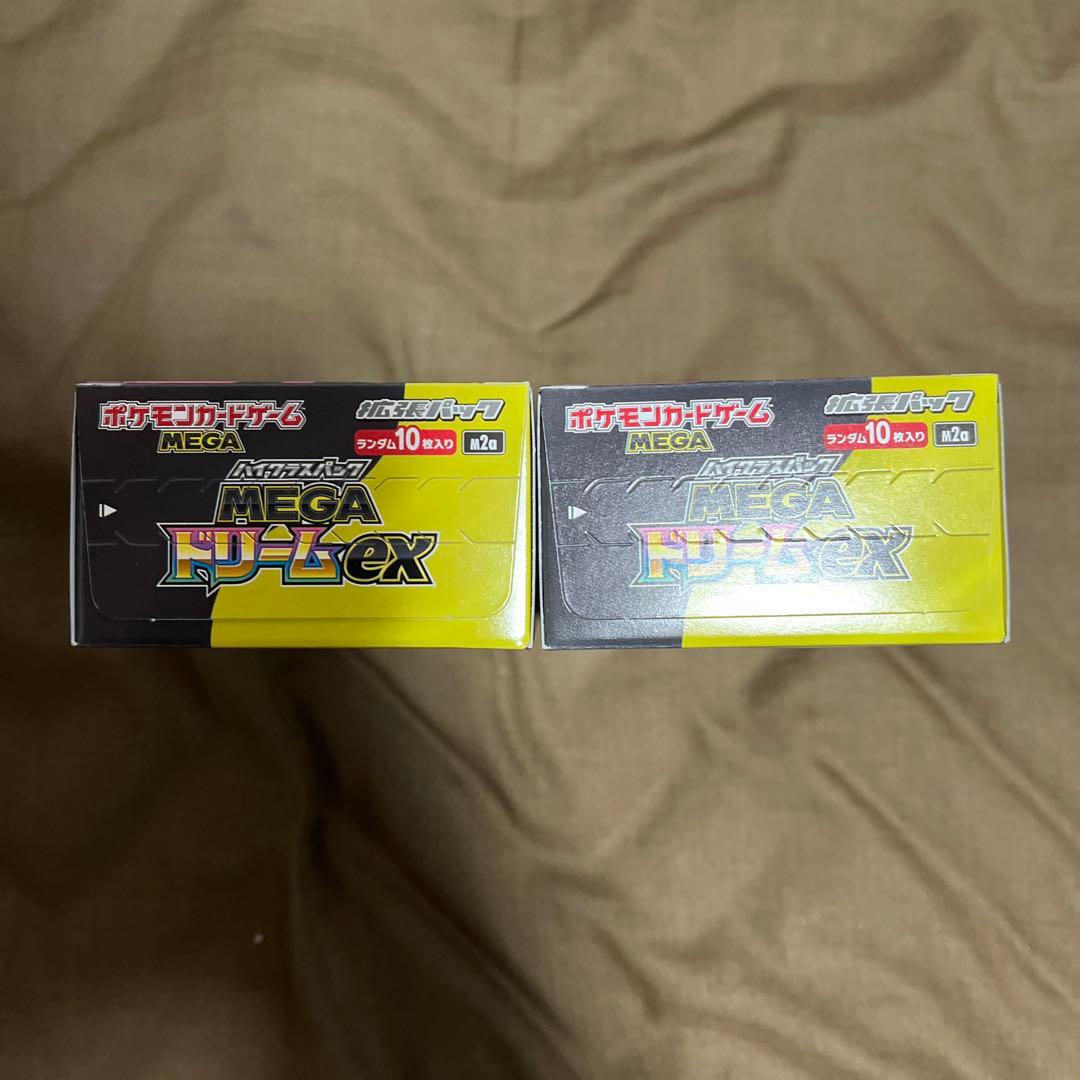 ポケモンカードゲーム
MEGA
拡張パック
ランダム10枚入り
M2a
ハイクラスパック
MEGA
ドリームex
ポケモンカードゲーム
MEGA
拡張パック
ランダム10枚入り
M2a
ハイクラスパック
MEGA
ドリームex